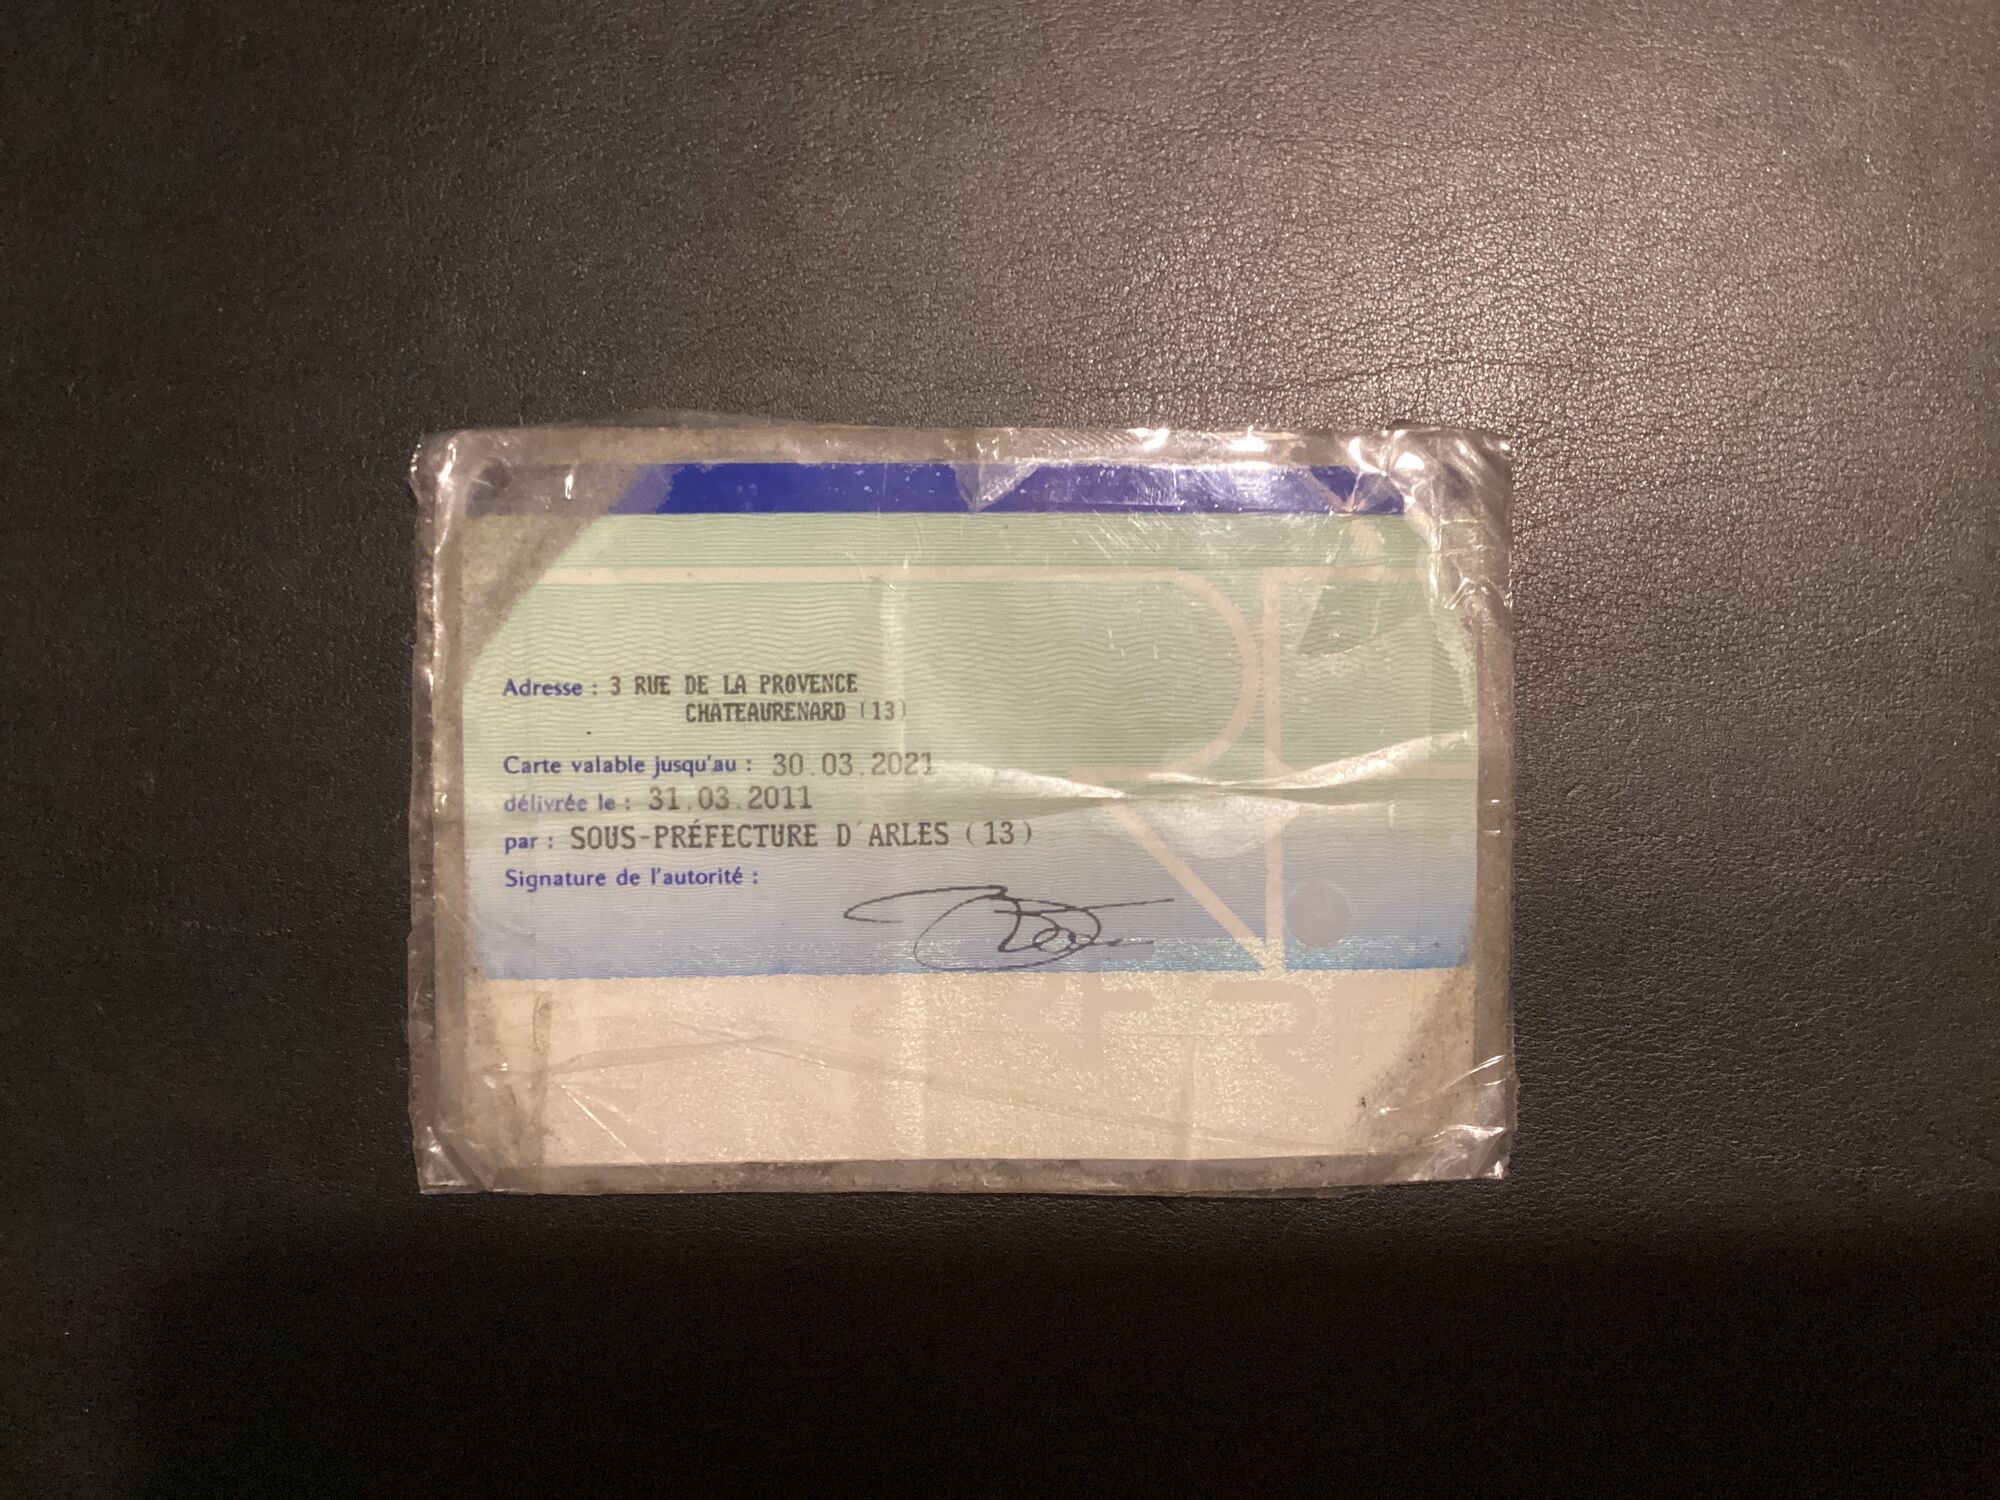 Adresse : 3 RUE DE LA PROVENCE
CHÂTEAURENARD (13)
Carte valable jusqu'au : 30.03.2021
délivrée le : 31.03.2011
par : SOUS-PRÉFECTURE D'ARLES (13)
Signature de l'autorité :